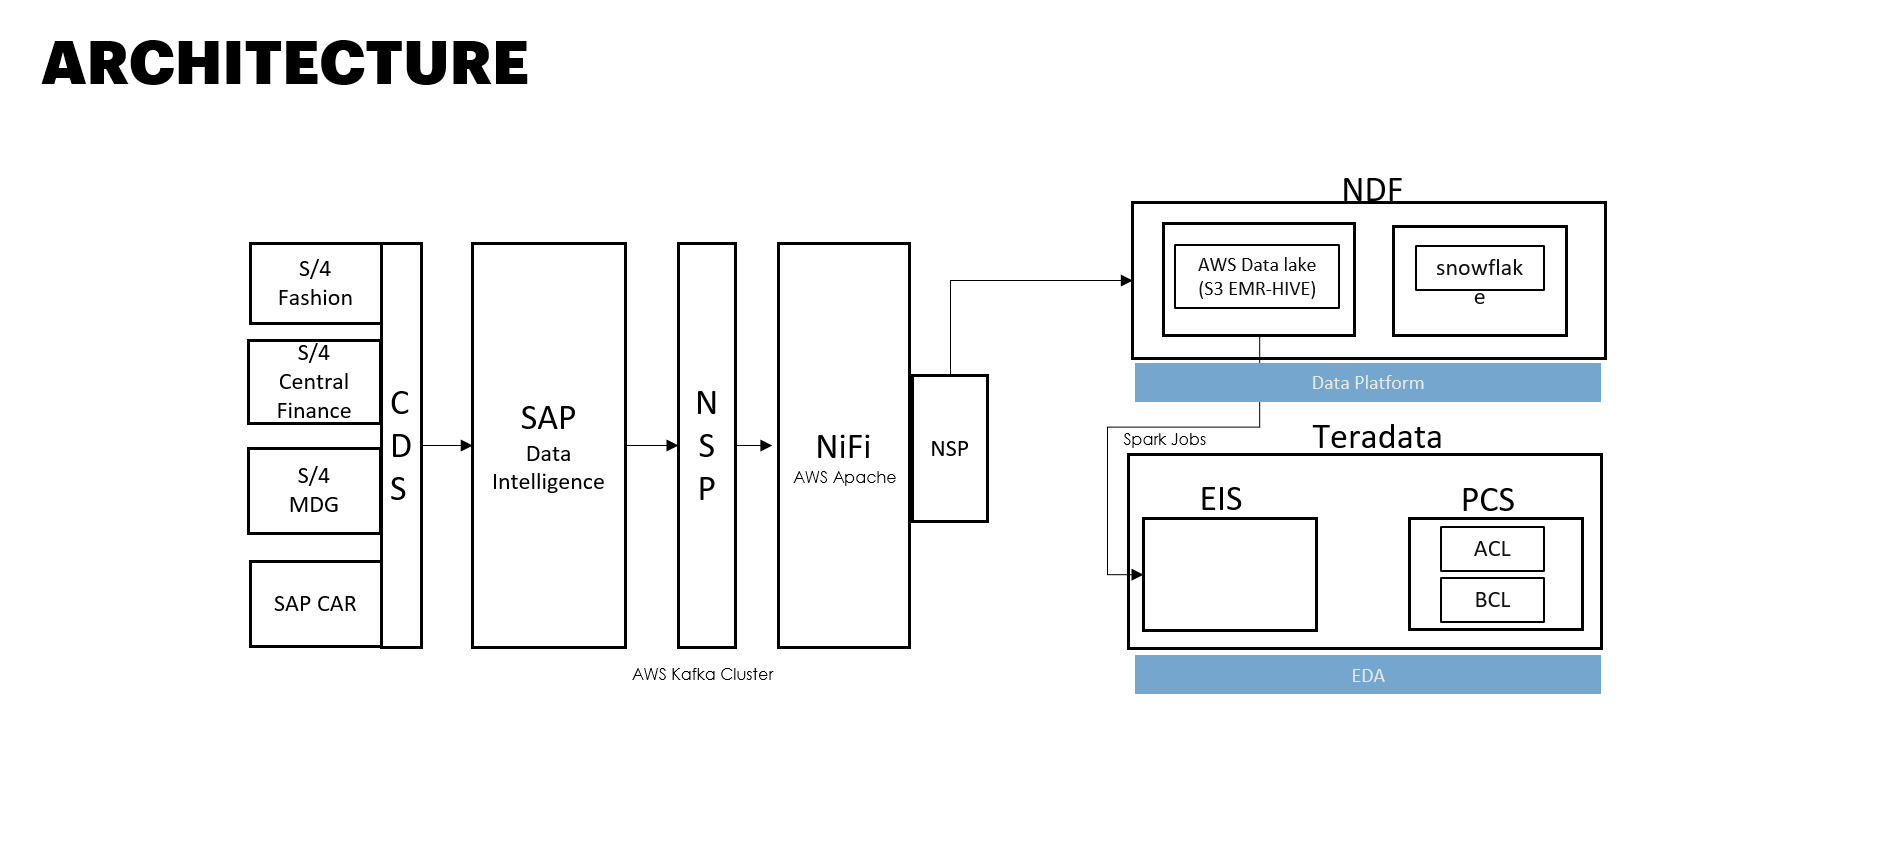 ARCHITECTURE
S/4
Fashion
S/4
Central
Finance
S/4
MDG
SAP CAR
C
D
S
SAP
Data
Intelligence
N
S
P
AWS Kafka Cluster
NiFi
AWS Apache
NSP
NDF
AWS Data lake
(S3 EMR-HIVE)
snowflak
e
Data Platform
Spark Jobs
Teradata
EIS
PCS
ACL
BCL
EDA